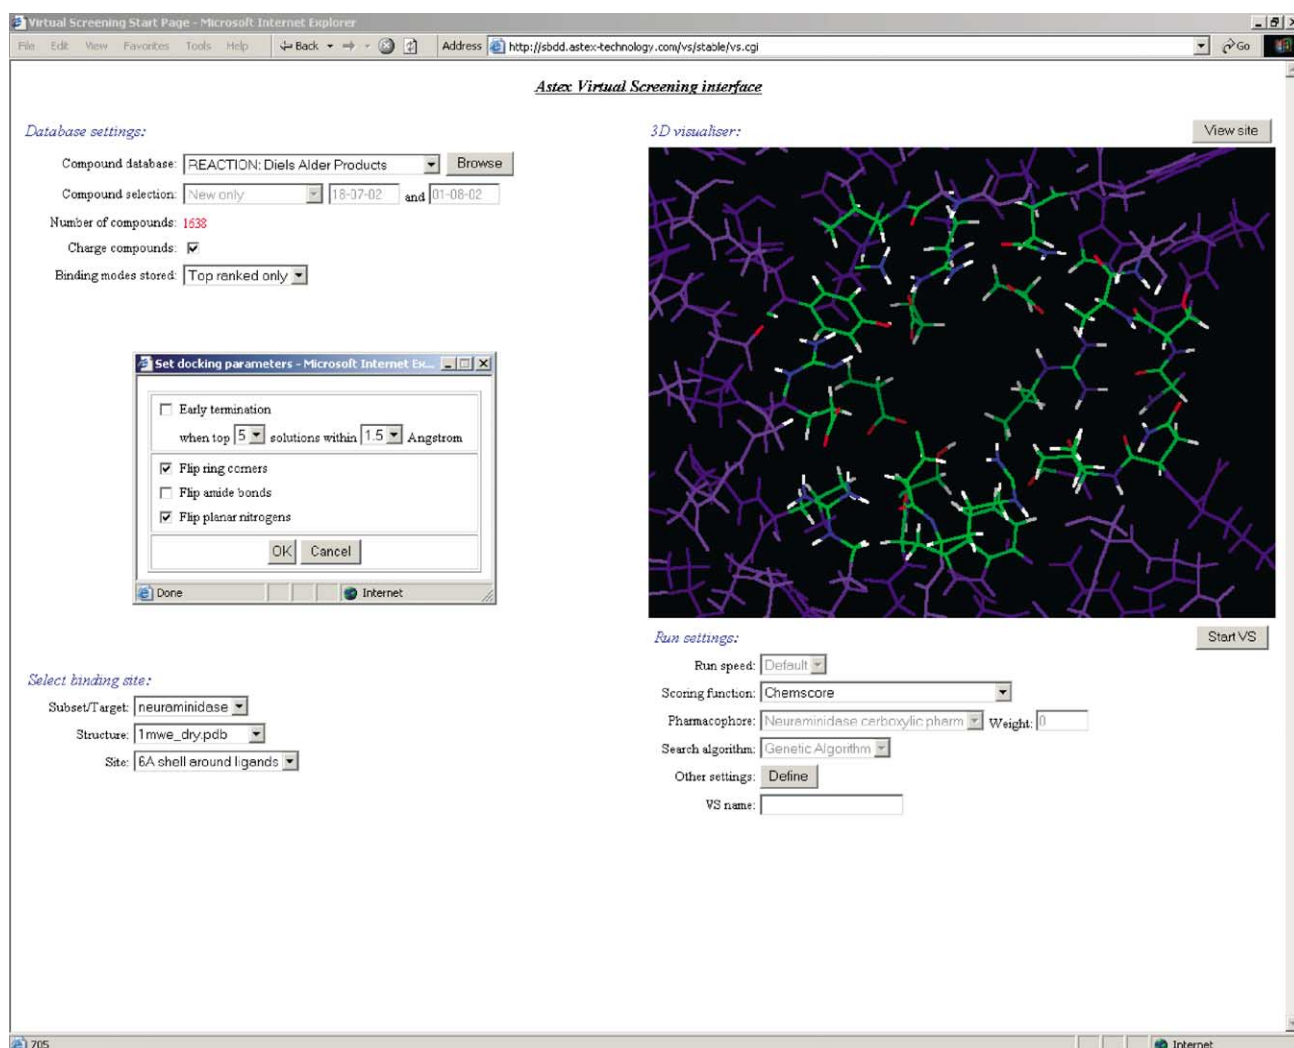 Virtual Screening Start Page - Microsoft Internet Explorer
File Edit View Favorites Tools Help Back Address http://sbdd.astex-technology.com/vs/stable/vs.cgi Go
Astex Virtual Screening interface
Database settings:
Compound database: REACTION: Diels Alder Products Browse
Compound selection: New only 18-07-02 and 01-08-02
Number of compounds: 1638
Charge compounds:
Binding modes stored: Top ranked only
Set docking parameters - Microsoft Internet Ex...
Early termination
when top 5 solutions within 1.5 Angstrom
Flip ring corners
Flip amide bonds
Flip planar nitrogens
OK Cancel
Done Internet
Select binding site:
Subset/Target: neuraminidase
Structure: 1mwe_dry.pdb
Site: 6A shell around ligands
3D visualiser: View site
Run settings: Start VS
Run speed: Default
Scoring function: Chemscore
Pharmacophore: Neuraminidase carboxylic pharm Weight: 0
Search algorithm: Genetic Algorithm
Other settings: Define
VS name:
705 Internet